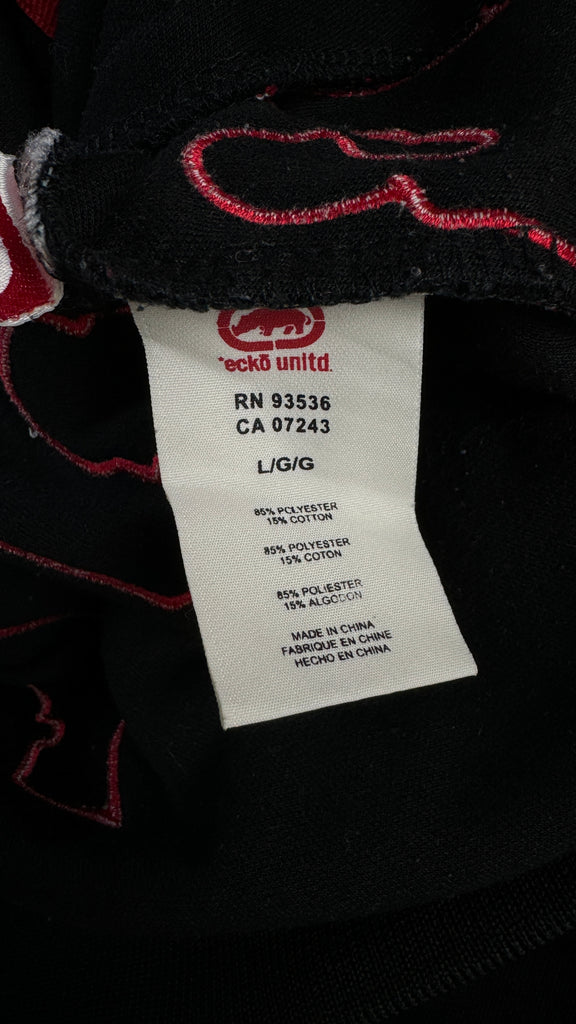 *eckō unltd.
RN 93536
CA 07243
L/G/G
85% POLYESTER
15% COTTON
85% POLYESTER
15% COTON
85% POLIESTER
15% ALGODON
MADE IN CHINA
FABRIQUE EN CHINE
HECHO EN CHINA